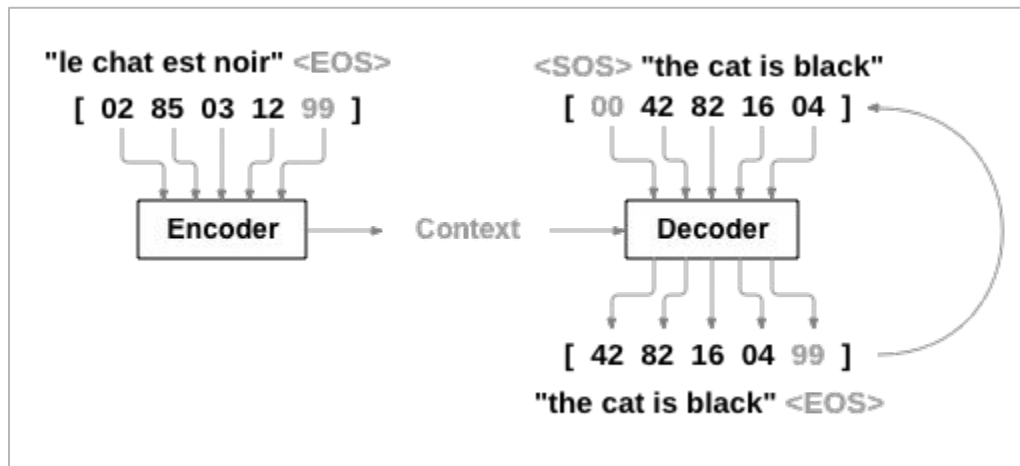 "le chat est noir" <EOS>
[ 02 85 03 12 99 ]
Encoder
Context
<SOS> "the cat is black"
[ 00 42 82 16 04 ]
Decoder
[ 42 82 16 04 99 ]
"the cat is black" <EOS>